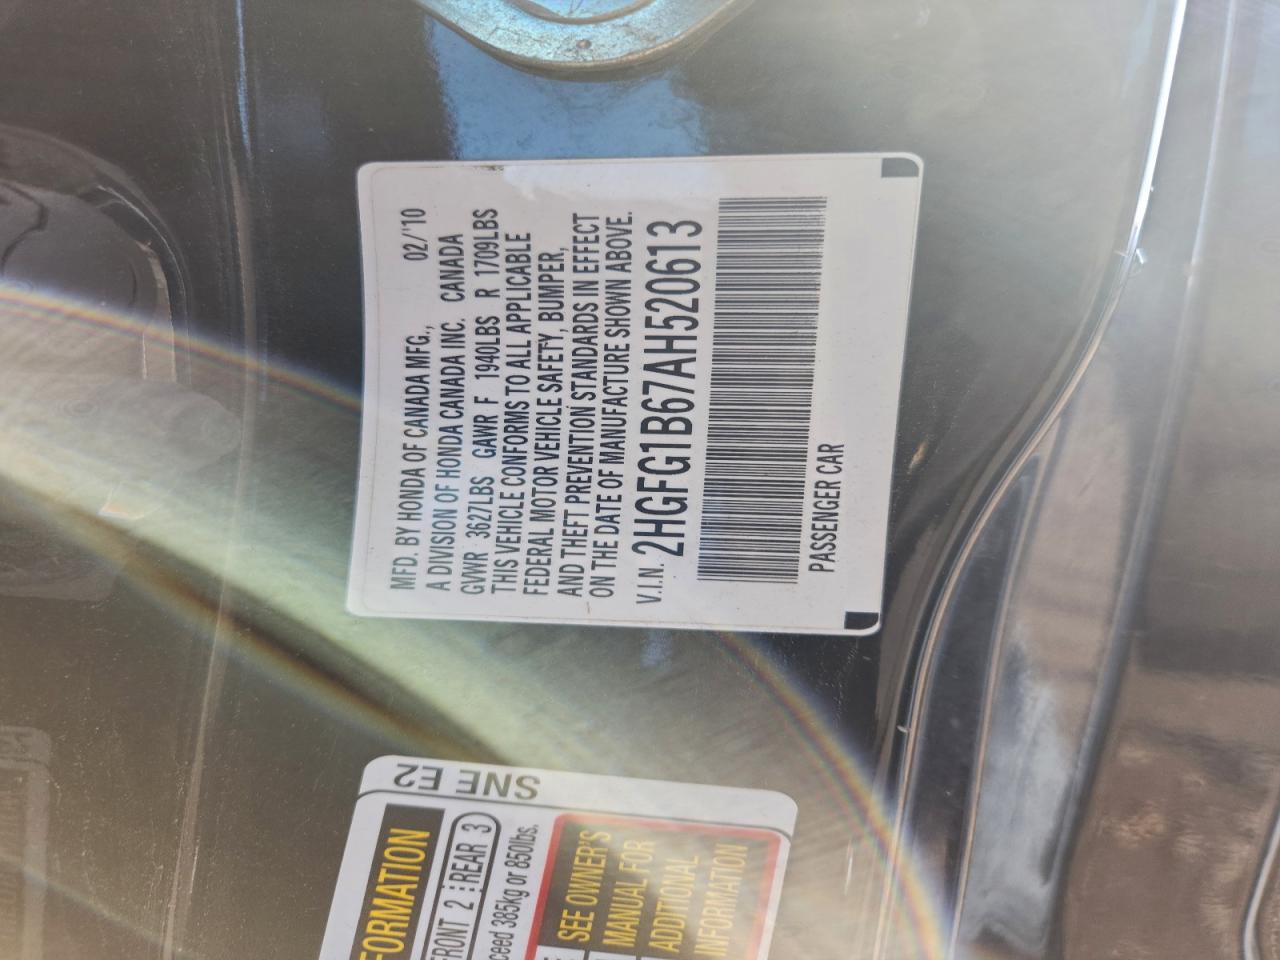 MFD. BY HONDA OF CANADA MFG., 02/'10
A DIVISION OF HONDA CANADA INC. CANADA
GVWR 3627LBS GAWR F 1940LBS R 1709LBS
THIS VEHICLE CONFORMS TO ALL APPLICABLE
FEDERAL MOTOR VEHICLE SAFETY, BUMPER,
AND THEFT PREVENTION STANDARDS IN EFFECT
ON THE DATE OF MANUFACTURE SHOWN ABOVE.
V.I.N. 2HGFG1B67AH520613
PASSENGER CAR
SNE E2
FORMATION
FRONT 2 REAR 3
ceed 385kg or 850lbs.
SEE OWNER'S
MANUAL FOR
ADDITIONAL
INFORMATION